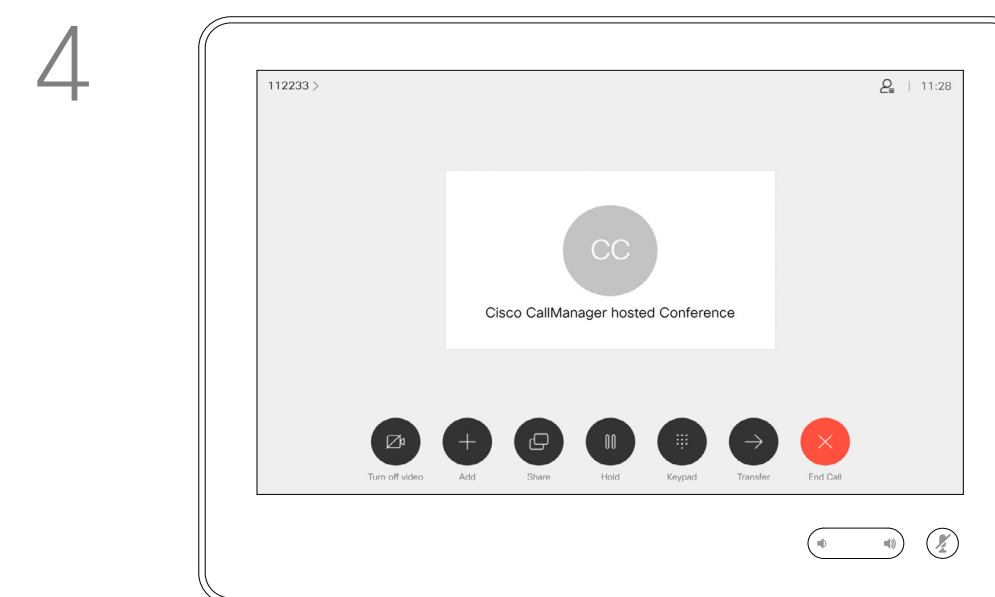 4
112233 >
11:28
CC
Cisco CallManager hosted Conference
Turn off video Add Share Hold Keypad Transfer End Call